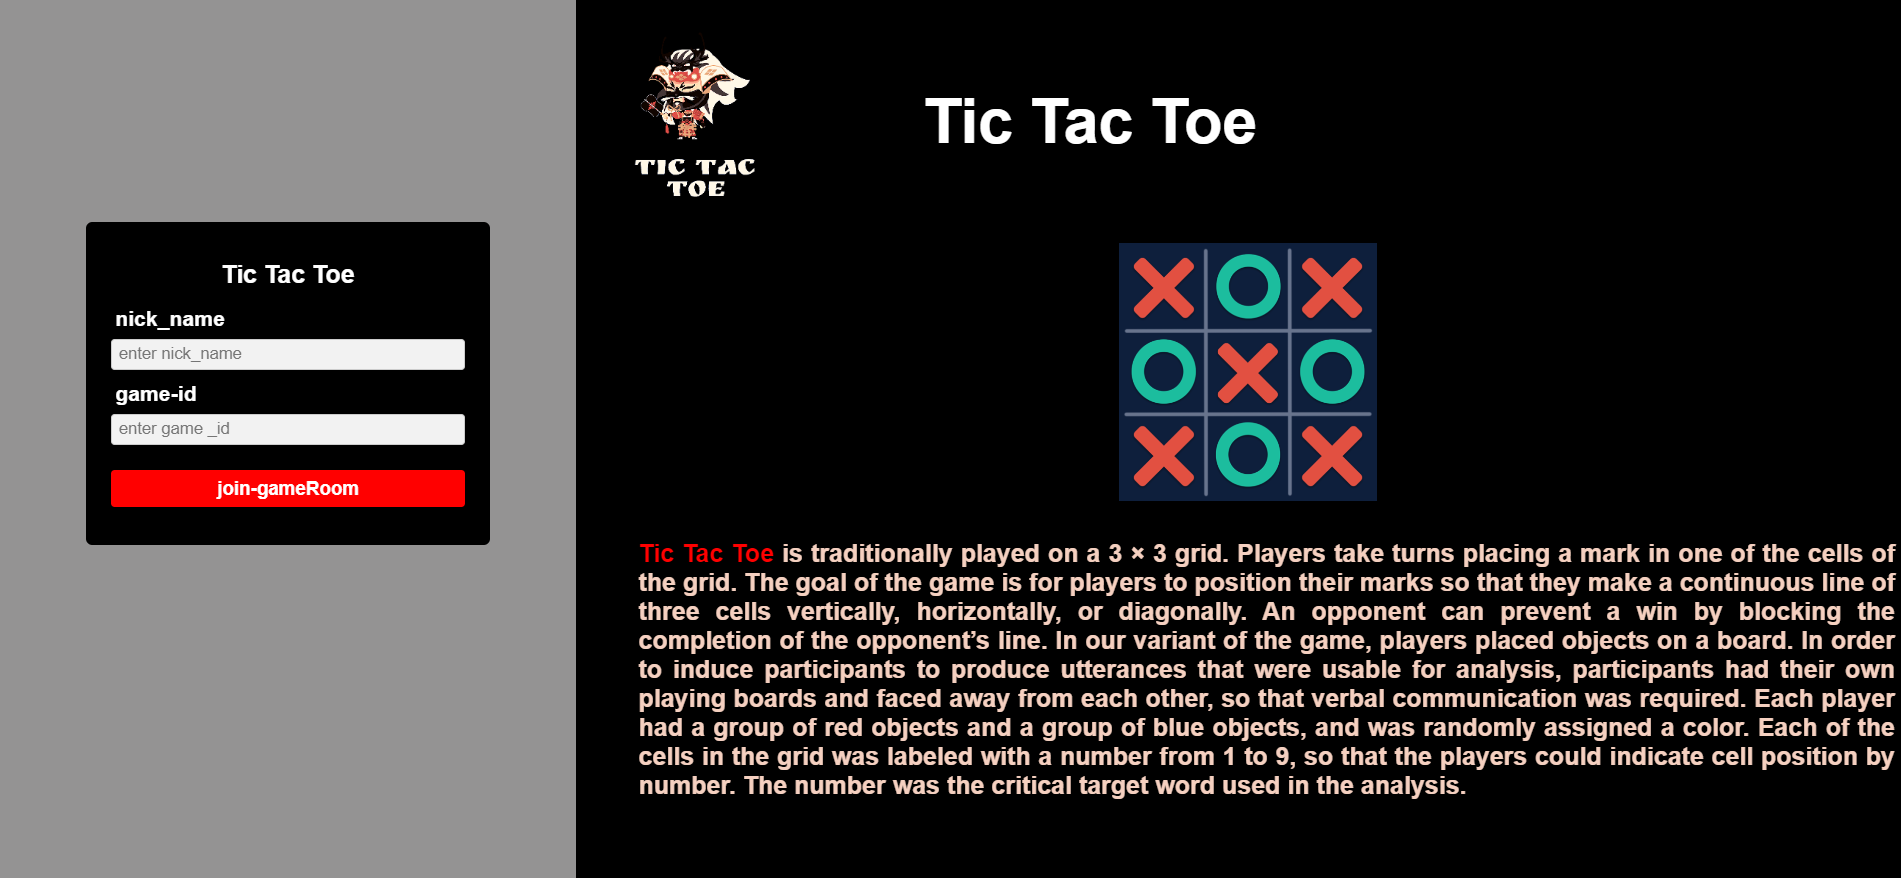 Tic Tac Toe
nick_name
enter nick_name
game-id
enter game _id
join-gameRoom
TIC TAC
TOE
Tic Tac Toe
Tic Tac Toe is traditionally played on a 3 × 3 grid. Players take turns placing a mark in one of the cells of
the grid. The goal of the game is for players to position their marks so that they make a continuous line of
three cells vertically, horizontally, or diagonally. An opponent can prevent a win by blocking the
completion of the opponent’s line. In our variant of the game, players placed objects on a board. In order
to induce participants to produce utterances that were usable for analysis, participants had their own
playing boards and faced away from each other, so that verbal communication was required. Each player
had a group of red objects and a group of blue objects, and was randomly assigned a color. Each of the
cells in the grid was labeled with a number from 1 to 9, so that the players could indicate cell position by
number. The number was the critical target word used in the analysis.